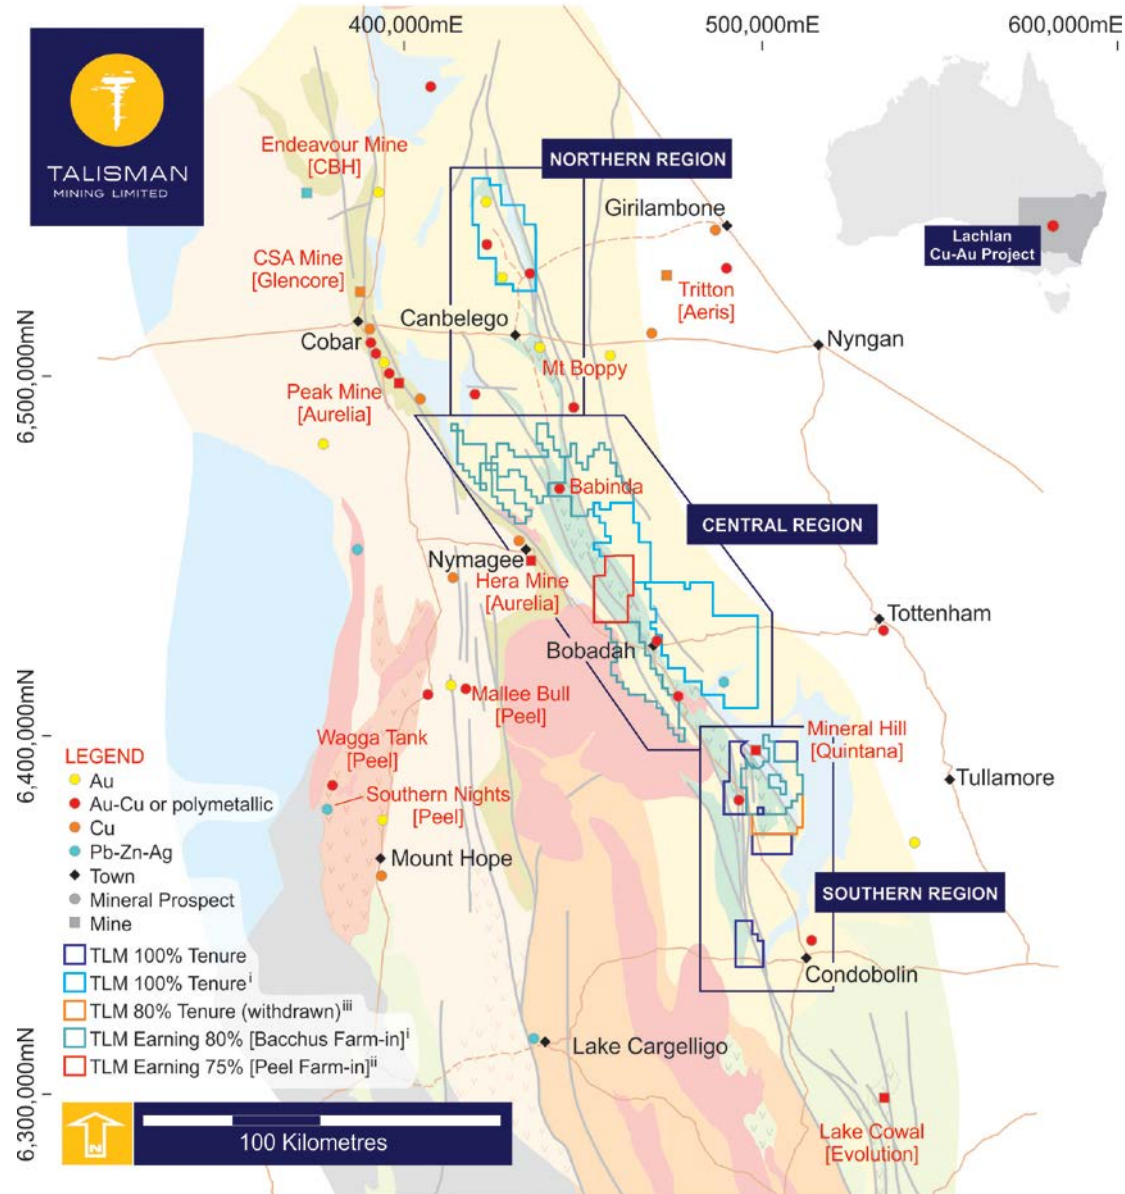 400,000mE
500,000mE
600,000mE
TALISMAN
MINING LIMITED
Endeavour Mine
[CBH]
NORTHERN REGION
Girilambone
Lachlan
Cu-Au Project
CSA Mine
[Glencore]
Tritton
[Aeris]
Canbelego
Cobar
Nyngan
Mt Boppy
Peak Mine
[Aurelia]
6,500,000mN
Babinda
CENTRAL REGION
Nymagee
Hera Mine
[Aurelia]
Tottenham
Bobadah
Mallee Bull
[Peel]
6,400,000mN
Mineral Hill
[Quintana]
Wagga Tank
[Peel]
Tullamore
Southern Nights
[Peel]
Mount Hope
SOUTHERN REGION
Condobolin
LEGEND
Au
Au-Cu or polymetallic
Cu
Pb-Zn-Ag
Town
Mineral Prospect
Mine
TLM 100% Tenure
TLM 100% Tenure i
TLM 80% Tenure (withdrawn) iii
TLM Earning 80% [Bacchus Farm-in] i
TLM Earning 75% [Peel Farm-in] ii
Lake Cargelligo
6,300,000mN
N
100 Kilometres
Lake Cowal
[Evolution]